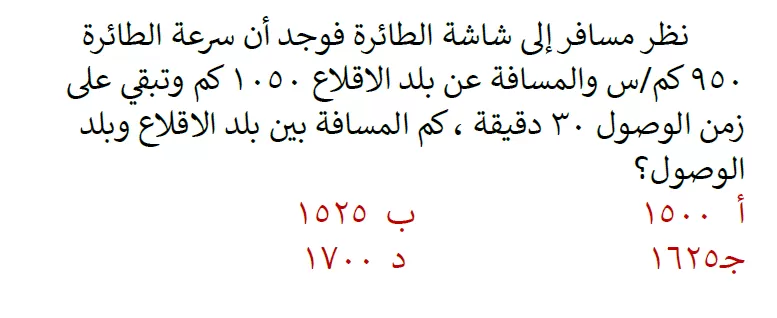 نظر مسافر إلى شاشة الطائرة فوجد أن سرعة الطائرة
٩٥٠ كم/س والمسافة عن بلد الاقلاع ١٠٥٠ كم وتبقي على
زمن الوصول ٣٠ دقيقة ، كم المسافة بين بلد الاقلاع وبلد
الوصول؟
أ ١٥٠٠ ب ١٥٢٥
جـ١٦٢٥ د ١٧٠٠